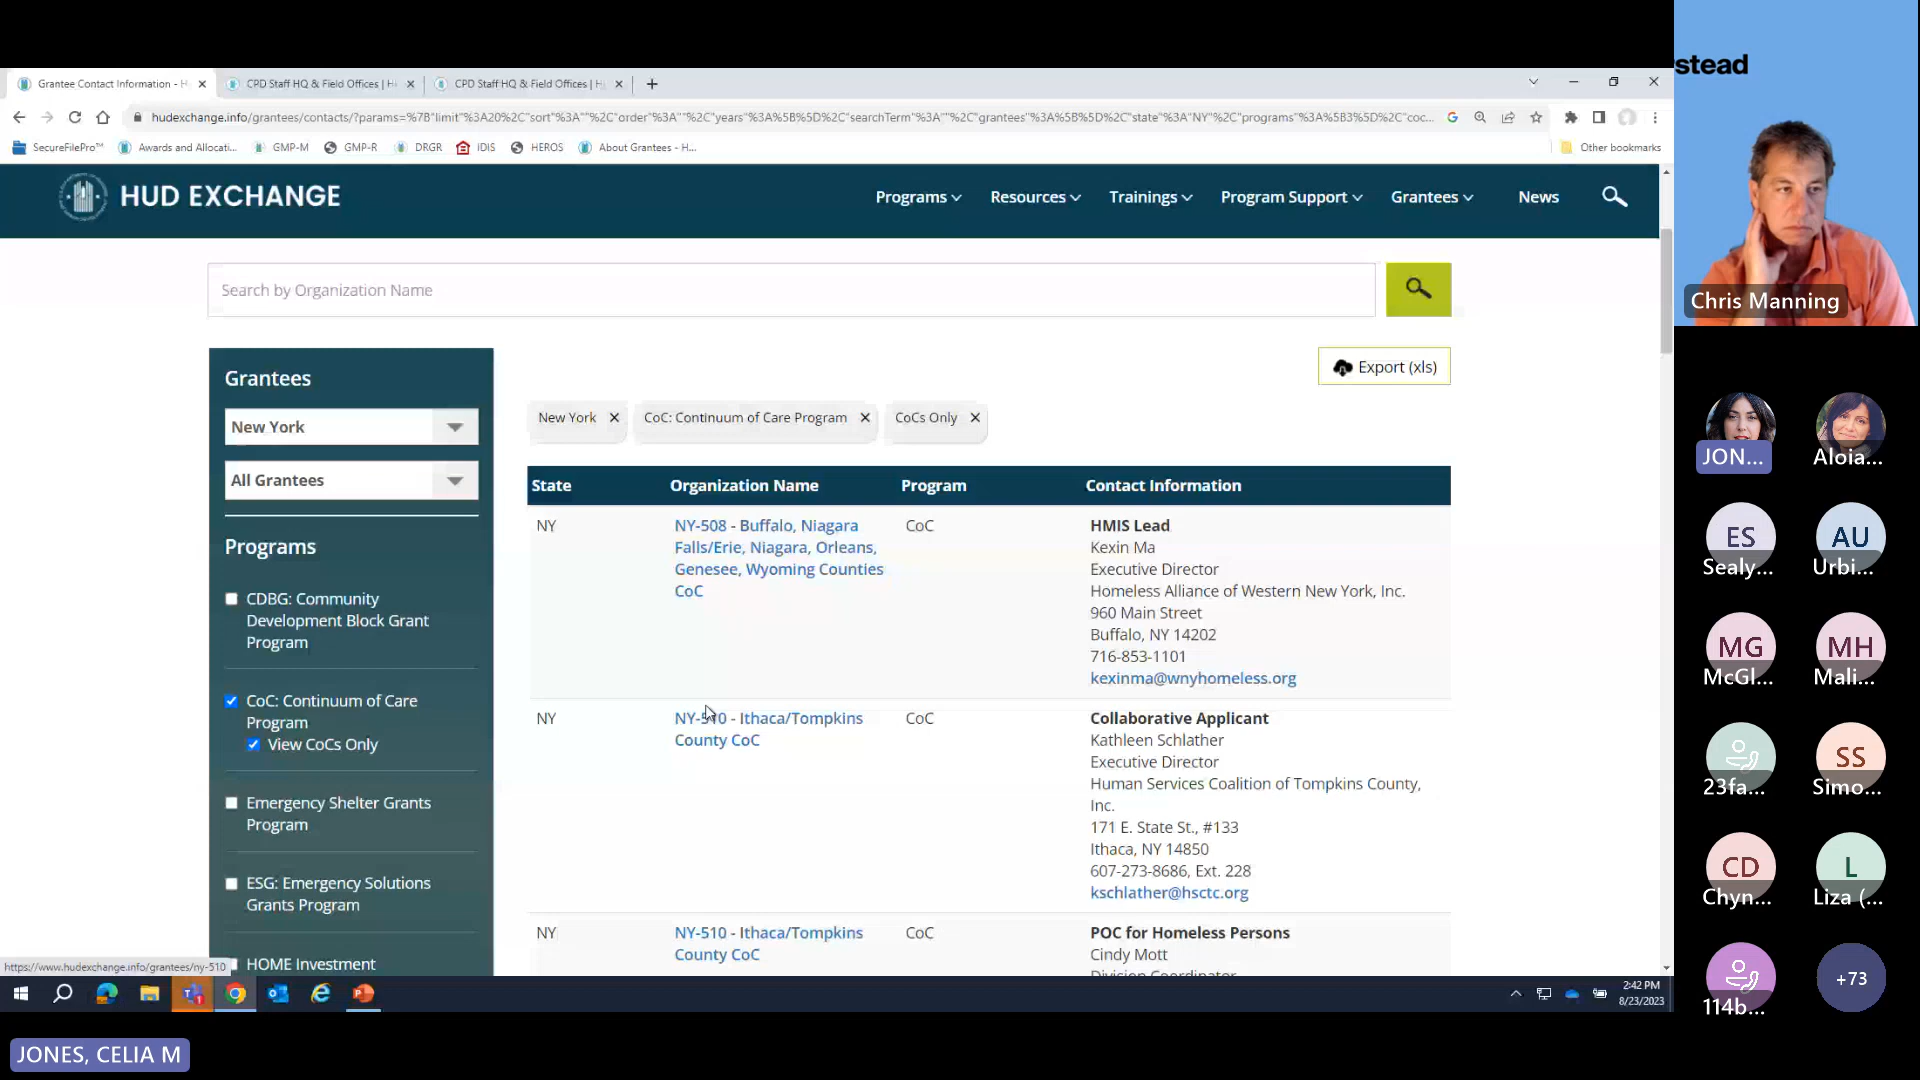 Grantee Contact Information - H
CPD Staff HQ & Field Offices | H
CPD Staff HQ & Field Offices | H
hudexchange.info/grantees/contacts/?params=%7B"limit"%3A20%2C"sort"%3A""%2C"order"%3A""%2C"years"%3A%5B%5D%2C"searchTerm"%3A""%2C"grantees"%3A%5B%5D%2C"state"%3A"NY"%2C"programs"%3A%5B3%5D%2C"coc...
SecureFilePro™ Awards and Allocati... GMP-M GMP-R DRGR IDIS HEROS About Grantees - H... Other bookmarks
HUD EXCHANGE
Programs Resources Trainings Program Support Grantees News
Search by Organization Name
Export (xls)
Grantees
New York
All Grantees
Programs
CDBG: Community
Development Block Grant
Program
CoC: Continuum of Care
Program
View CoCs Only
Emergency Shelter Grants
Program
ESG: Emergency Solutions
Grants Program
HOME Investment
New York ✕ CoC: Continuum of Care Program ✕ CoCs Only ✕
State Organization Name Program Contact Information
NY
NY-508 - Buffalo, Niagara
Falls/Erie, Niagara, Orleans,
Genesee, Wyoming Counties
CoC
CoC
HMIS Lead
Kexin Ma
Executive Director
Homeless Alliance of Western New York, Inc.
960 Main Street
Buffalo, NY 14202
716-853-1101
kexinma@wnyhomeless.org
NY
NY-510 - Ithaca/Tompkins
County CoC
CoC
Collaborative Applicant
Kathleen Schlather
Executive Director
Human Services Coalition of Tompkins County,
Inc.
171 E. State St., #133
Ithaca, NY 14850
607-273-8686, Ext. 228
kschlather@hsctc.org
NY
NY-510 - Ithaca/Tompkins
County CoC
CoC
POC for Homeless Persons
Cindy Mott
Division Coordinator
https://www.hudexchange.info/grantees/ny-510
2:42 PM
8/23/2023
JONES, CELIA M
stead
Chris Manning
JON...
Aloia...
ES
Sealy...
AU
Urbi...
MG
McGl...
MH
Mali...
23fa...
SS
Simo...
CD
Chyn...
L
Liza (...
114b...
+73